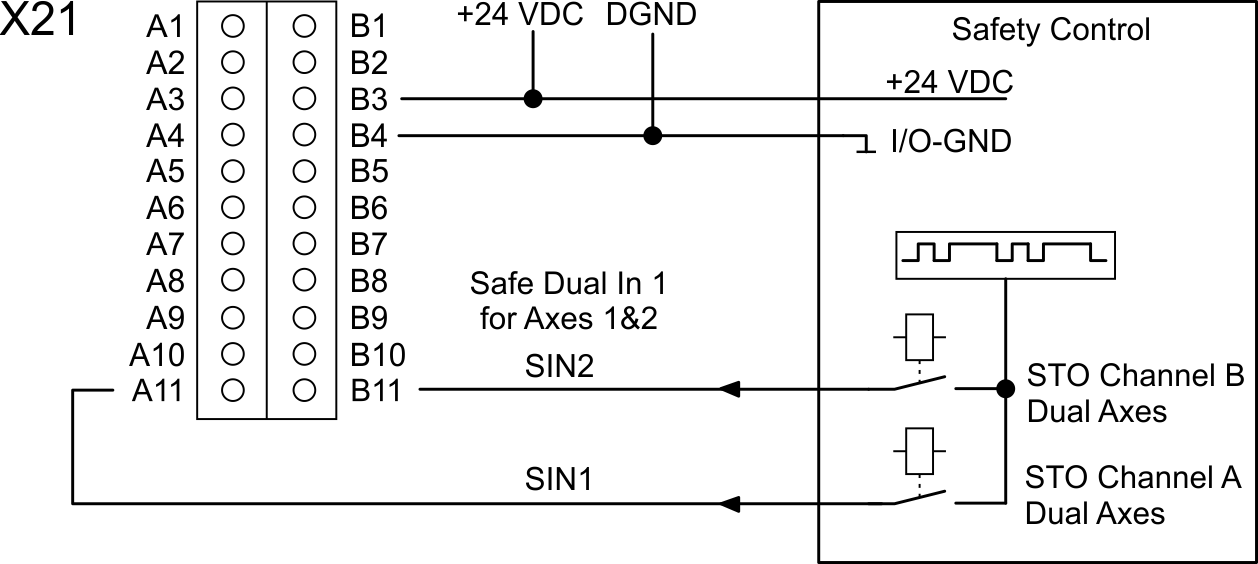 X21
A1 B1
A2 B2
A3 B3
A4 B4
A5 B5
A6 B6
A7 B7
A8 B8
A9 B9
A10 B10
A11 B11
+24 VDC DGND
Safety Control
+24 VDC
I/O-GND
Safe Dual In 1
for Axes 1&2
SIN2
STO Channel B
Dual Axes
SIN1
STO Channel A
Dual Axes